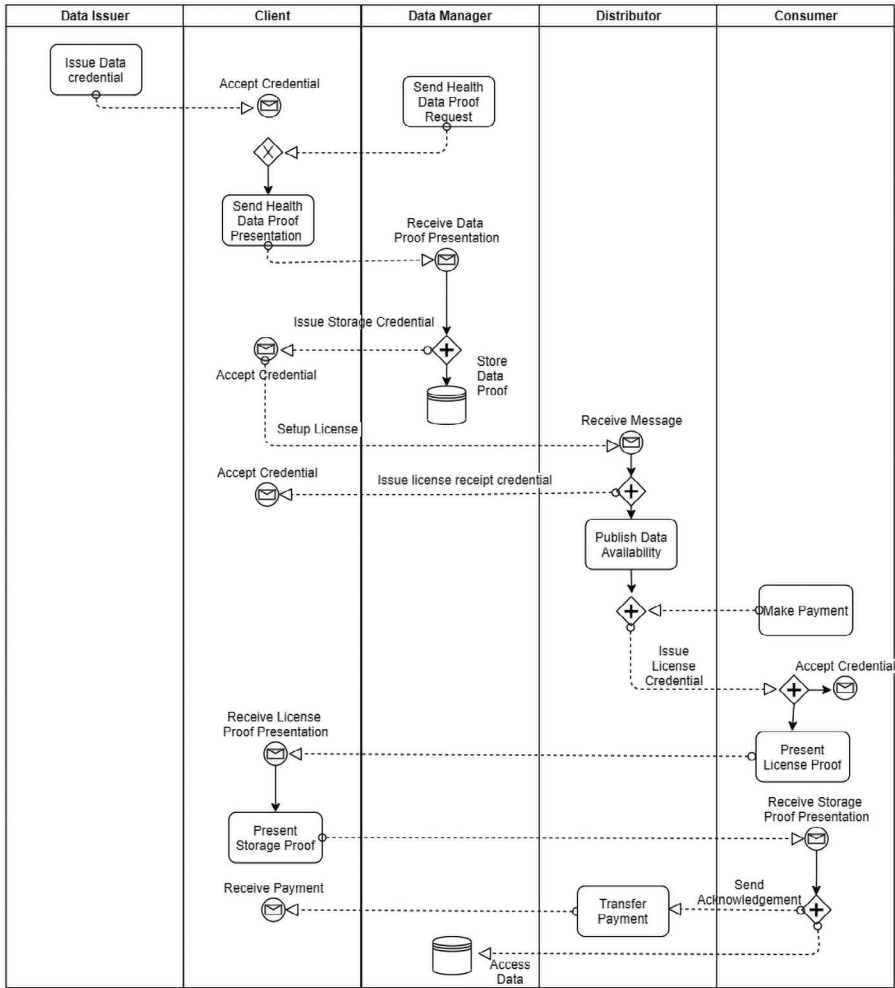 Data Issuer
Client
Data Manager
Distributor
Consumer
Issue Data
credential
Accept Credential
Send Health
Data Proof
Request
Send Health
Data Proof
Presentation
Receive Data
Proof Presentation
Issue Storage Credential
Accept Credential
Store
Data
Proof
Setup License
Receive Message
Accept Credential
Issue license receipt credential
Publish Data
Availability
Make Payment
Issue
License
Credential
Accept Credential
Receive License
Proof Presentation
Present
License Proof
Receive Storage
Proof Presentation
Present
Storage Proof
Receive Payment
Transfer
Payment
Send
Acknowledgement
Access
Data